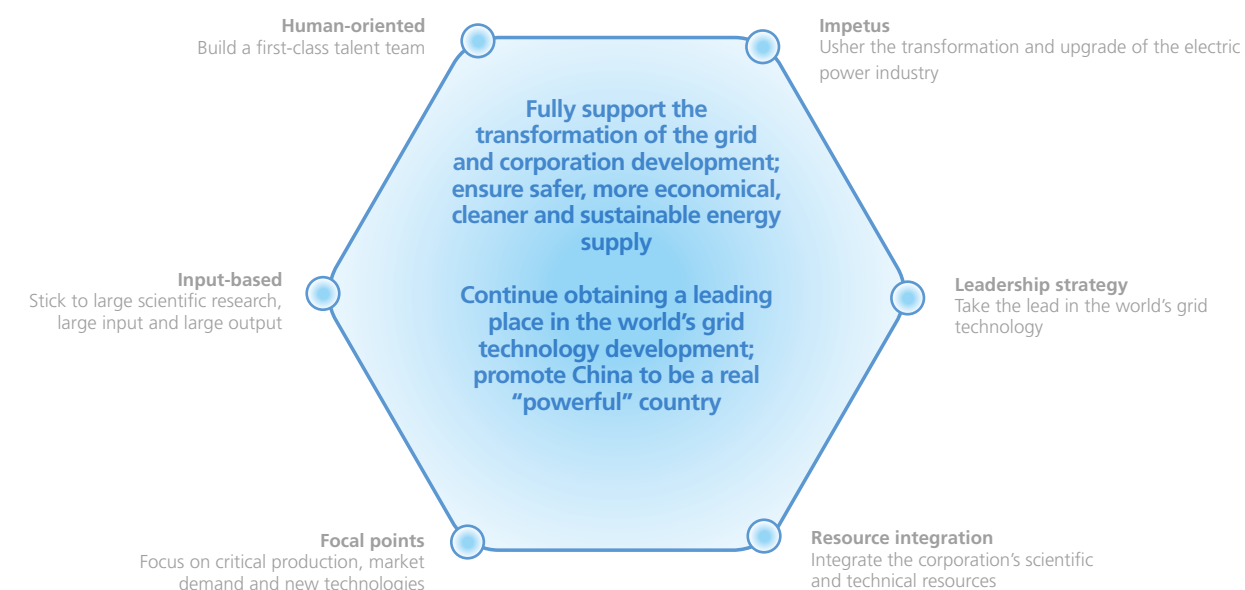 Human-oriented
Build a first-class talent team
Impetus
Usher the transformation and upgrade of the electric
power industry
Fully support the
transformation of the grid
and corporation development;
ensure safer, more economical,
cleaner and sustainable energy
supply
Continue obtaining a leading
place in the world’s grid
technology development;
promote China to be a real
“powerful” country
Input-based
Stick to large scientific research,
large input and large output
Leadership strategy
Take the lead in the world’s grid
technology
Focal points
Focus on critical production, market
demand and new technologies
Resource integration
Integrate the corporation’s scientific
and technical resources